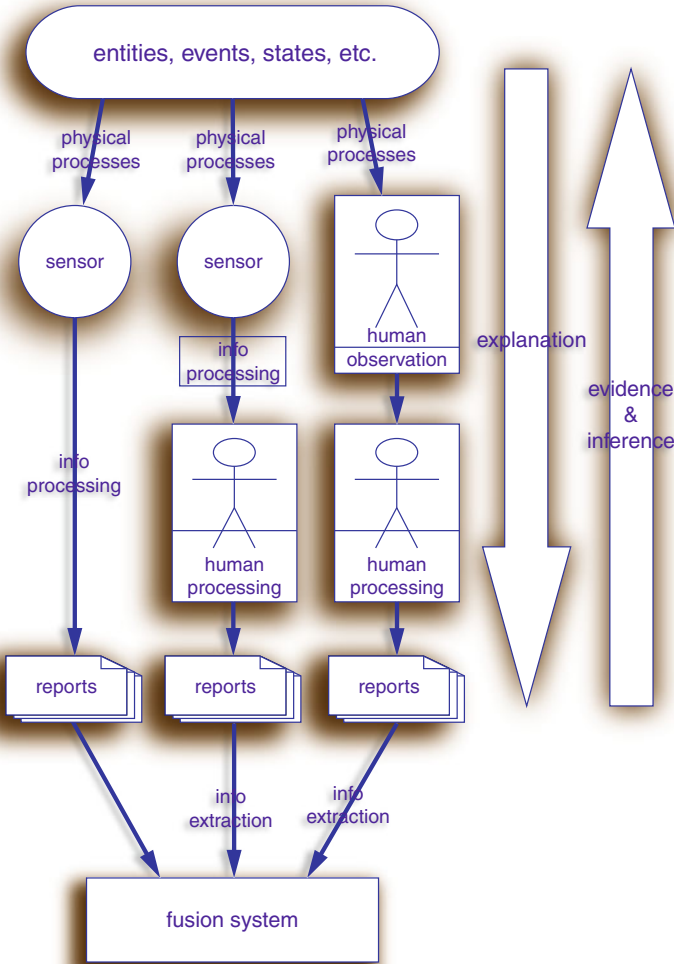 entities, events, states, etc.
physical
processes
physical
processes
physical
processes
sensor
sensor
human
observation
info
processing
info
processing
human
processing
human
processing
reports
reports
reports
info
extraction
info
extraction
fusion system
explanation
evidence
&
inference